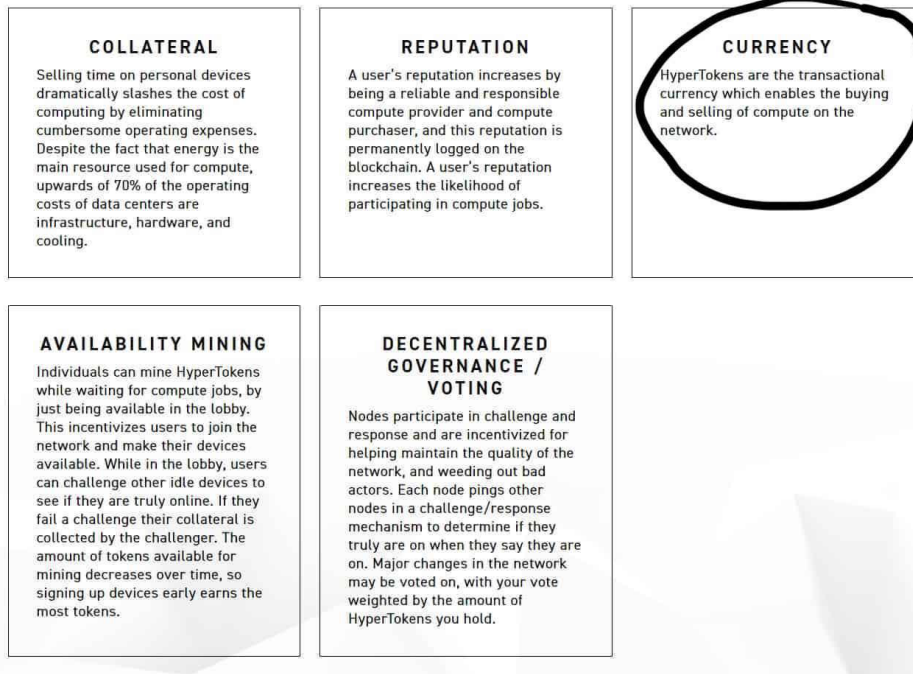 COLLATERAL
Selling time on personal devices
dramatically slashes the cost of
computing by eliminating
cumbersome operating expenses.
Despite the fact that energy is the
main resource used for compute,
upwards of 70% of the operating
costs of data centers are
infrastructure, hardware, and
cooling.
REPUTATION
A user's reputation increases by
being a reliable and responsible
compute provider and compute
purchaser, and this reputation is
permanently logged on the
blockchain. A user's reputation
increases the likelihood of
participating in compute jobs.
CURRENCY
HyperTokens are the transactional
currency which enables the buying
and selling of compute on the
network.
AVAILABILITY MINING
Individuals can mine HyperTokens
while waiting for compute jobs, by
just being available in the lobby.
This incentivizes users to join the
network and make their devices
available. While in the lobby, users
can challenge other idle devices to
see if they are truly online. If they
fail a challenge their collateral is
collected by the challenger. The
amount of tokens available for
mining decreases over time, so
signing up devices early earns the
most tokens.
DECENTRALIZED
GOVERNANCE /
VOTING
Nodes participate in challenge and
response and are incentivized for
helping maintain the quality of the
network, and weeding out bad
actors. Each node pings other
nodes in a challenge/response
mechanism to determine if they
truly are on when they say they are
on. Major changes in the network
may be voted on, with your vote
weighted by the amount of
HyperTokens you hold.